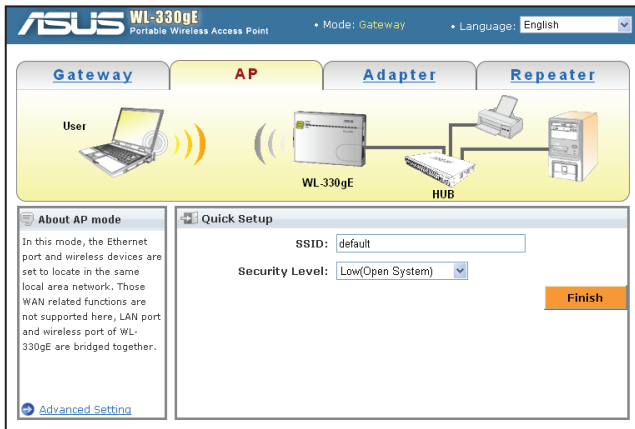 ASUS WL-330gE
Portable Wireless Access Point
• Mode: Gateway
• Language: English
Gateway
AP
Adapter
Repeater
User
WL-330gE
HUB
About AP mode
In this mode, the Ethernet
port and wireless devices are
set to locate in the same
local area network. Those
WAN related functions are
not supported here, LAN port
and wireless port of WL-
330gE are bridged together.
Advanced Setting
Quick Setup
SSID: default
Security Level: Low(Open System)
Finish